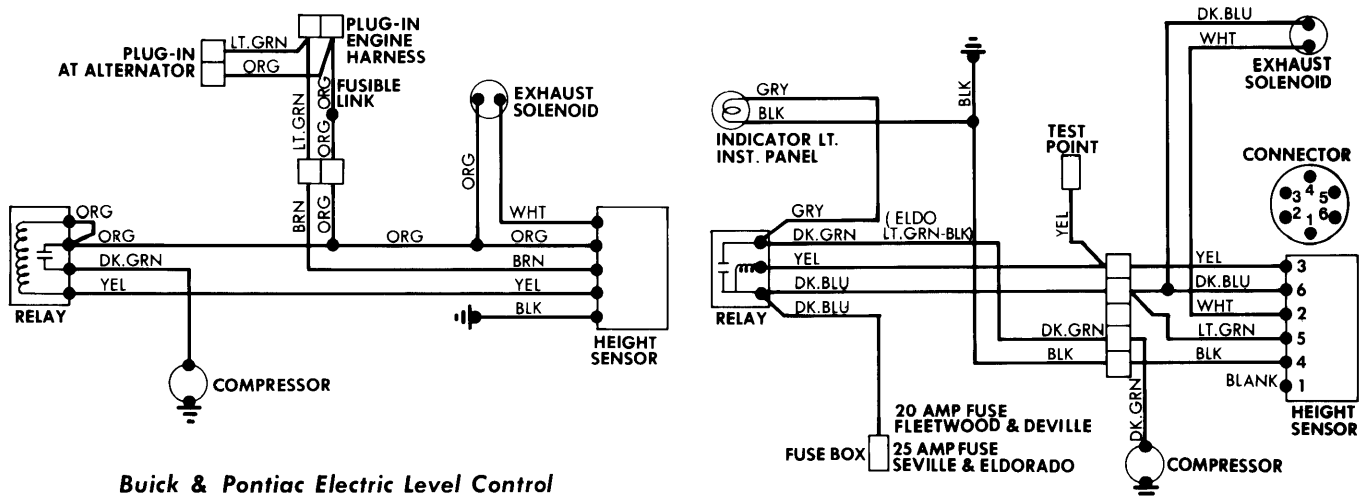 PLUG-IN
AT ALTERNATOR
LT.GRN
ORG
PLUG-IN
ENGINE
HARNESS
ORG
FUSIBLE
LINK
LT.GRN
ORG
EXHAUST
SOLENOID
ORG
BRN
ORG
ORG
ORG
DK.GRN
YEL
RELAY
ORG
WHT
ORG
BRN
YEL
BLK
HEIGHT
SENSOR
COMPRESSOR
Buick & Pontiac Electric Level Control
GRY
BLK
INDICATOR LT.
INST. PANEL
BLK
DK.BLU
WHT
EXHAUST
SOLENOID
TEST
POINT
YEL
CONNECTOR
3 4 5
2 1 6
GRY
DK.GRN
(ELDO
LT.GRN-BLK)
YEL
DK.BLU
DK.BLU
RELAY
DK.GRN
BLK
YEL
DK.BLU
WHT
LT.GRN
BLK
BLANK
3
6
2
5
4
1
HEIGHT
SENSOR
DK.GRN
COMPRESSOR
FUSE BOX
20 AMP FUSE
FLEETWOOD & DEVILLE
25 AMP FUSE
SEVILLE & ELDORADO